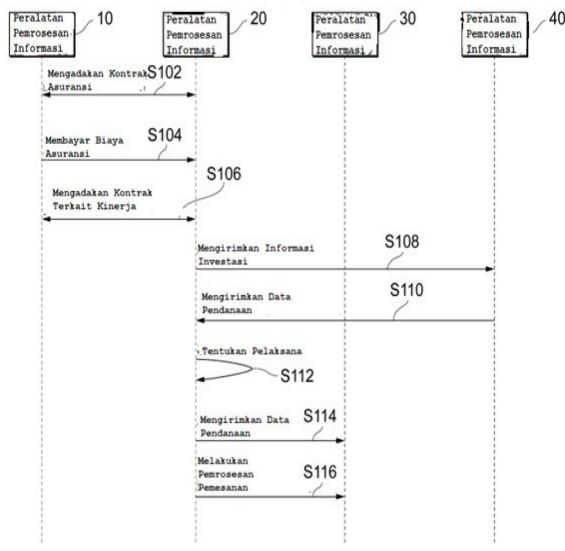 Peralatan
Pemrosesan
Informasi
10
Peralatan
Pemrosesan
Informasi
20
Peralatan
Pemrosesan
Informasi
30
Peralatan
Pemrosesan
Informasi
40
Mengadakan Kontrak
Asuransi
S102
Membayar Biaya
Asuransi
S104
Mengadakan Kontrak
Terkait Kinerja
S106
Mengirimkan Informasi
Investasi
S108
Mengirimkan Data
Pendanaan
S110
Tentukan Pelaksana
S112
Mengirimkan Data
Pendanaan
S114
Melakukan
Pemrosesan
Pemesanan
S116